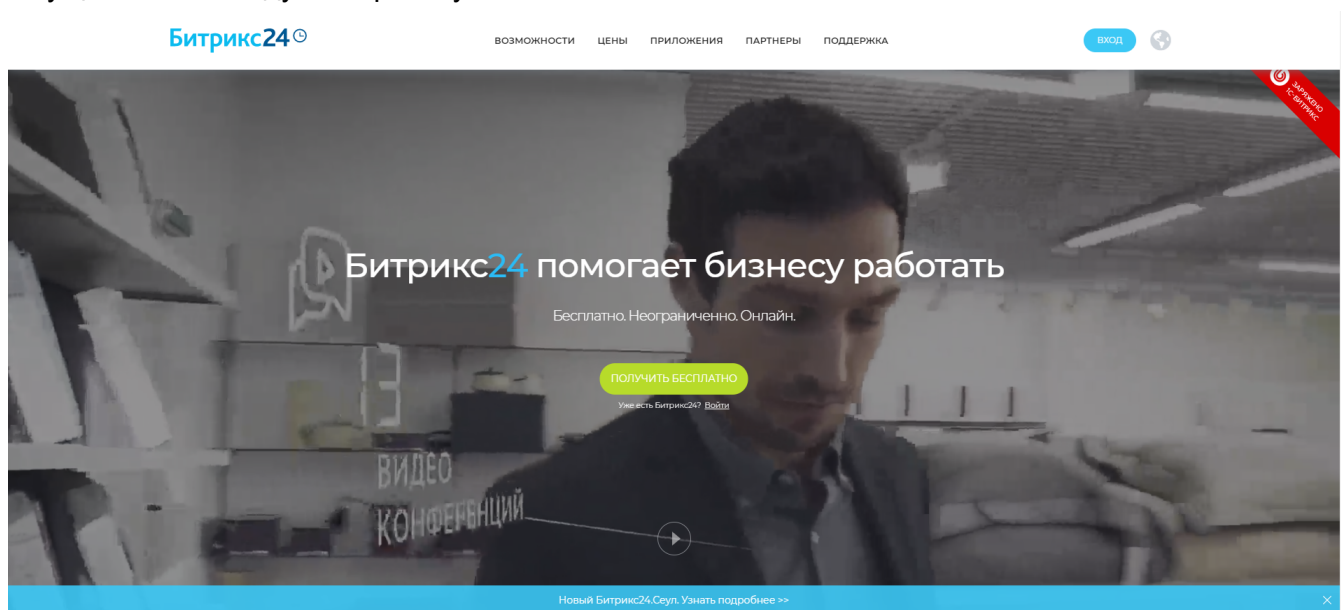 Битрикс24
ВОЗМОЖНОСТИ ЦЕНЫ ПРИЛОЖЕНИЯ ПАРТНЕРЫ ПОДДЕРЖКА
ВХОД
ЗАРЯЖЕНО
1С-БИТРИКС
Битрикс24 помогает бизнесу работать
Бесплатно. Неограниченно. Онлайн.
ПОЛУЧИТЬ БЕСПЛАТНО
Уже есть Битрикс24? Войти
13
ВИДЕО
КОНФЕРЕНЦИЙ
Новый Битрикс24.Сеул. Узнать подробнее >>